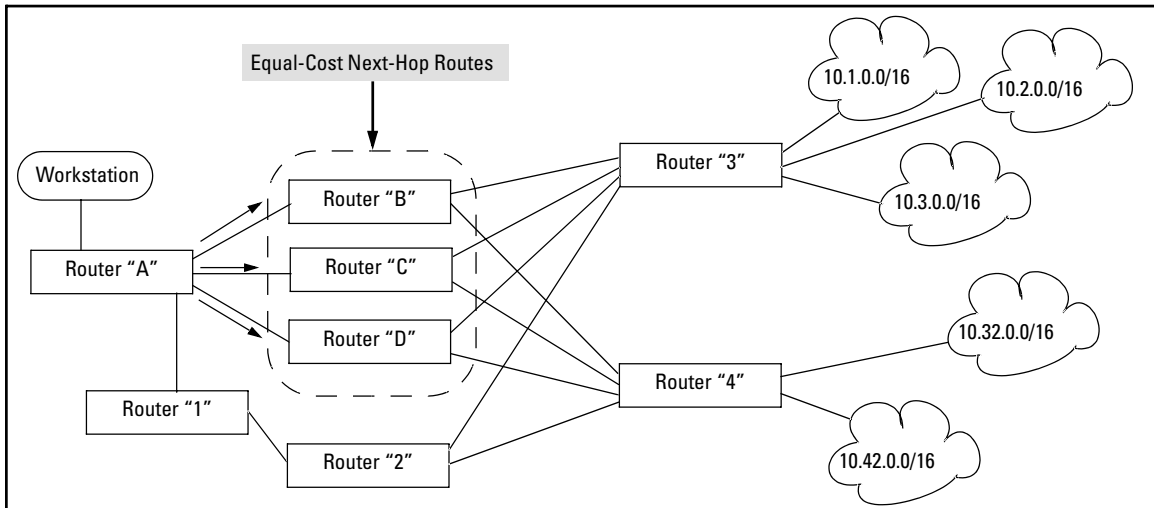 Equal-Cost Next-Hop Routes
10.1.0.0/16
10.2.0.0/16
Workstation
Router “B”
Router “3”
10.3.0.0/16
Router “A”
Router “C”
Router “D”
10.32.0.0/16
Router “4”
Router “1”
Router “2”
10.42.0.0/16